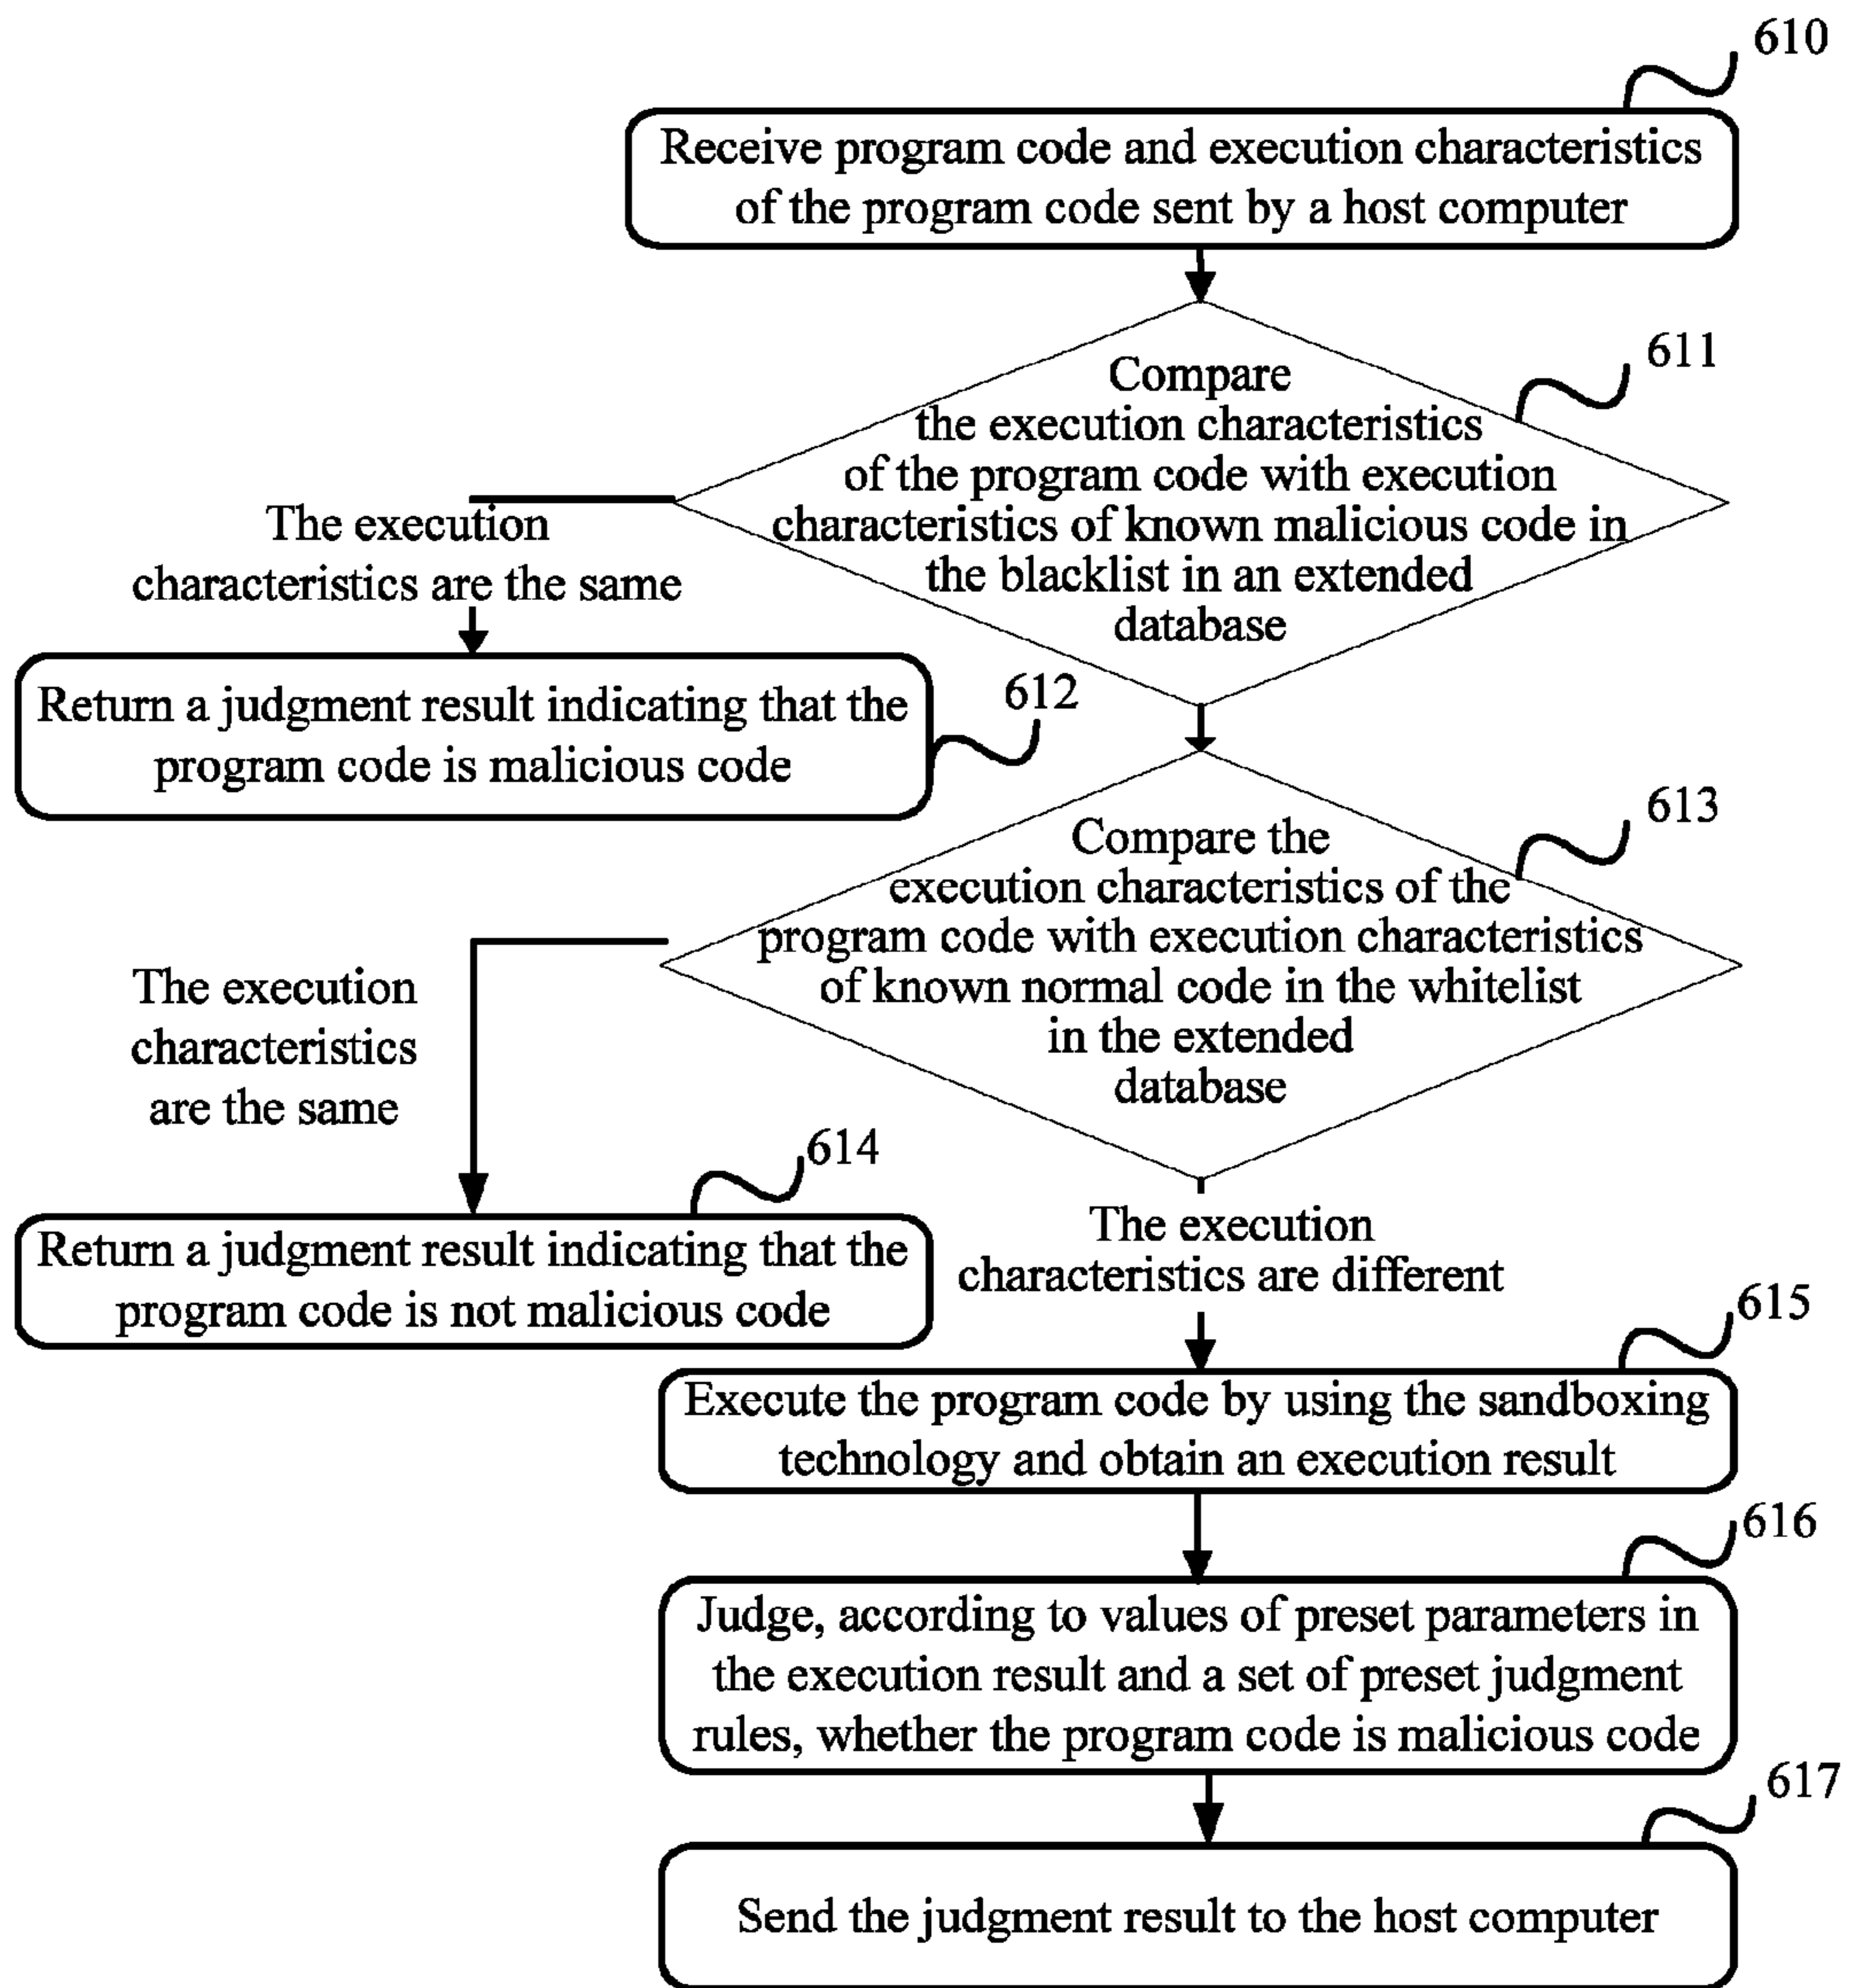 610
Receive program code and execution characteristics
of the program code sent by a host computer
611
Compare
the execution characteristics
of the program code with execution
characteristics of known malicious code in
the blacklist in an extended
database
The execution
characteristics are the same
612
Return a judgment result indicating that the
program code is malicious code
613
Compare the
execution characteristics of the
program code with execution characteristics
of known normal code in the whitelist
in the extended
database
The execution
characteristics
are the same
614
Return a judgment result indicating that the
program code is not malicious code
The execution
characteristics are different
615
Execute the program code by using the sandboxing
technology and obtain an execution result
616
Judge, according to values of preset parameters in
the execution result and a set of preset judgment
rules, whether the program code is malicious code
617
Send the judgment result to the host computer